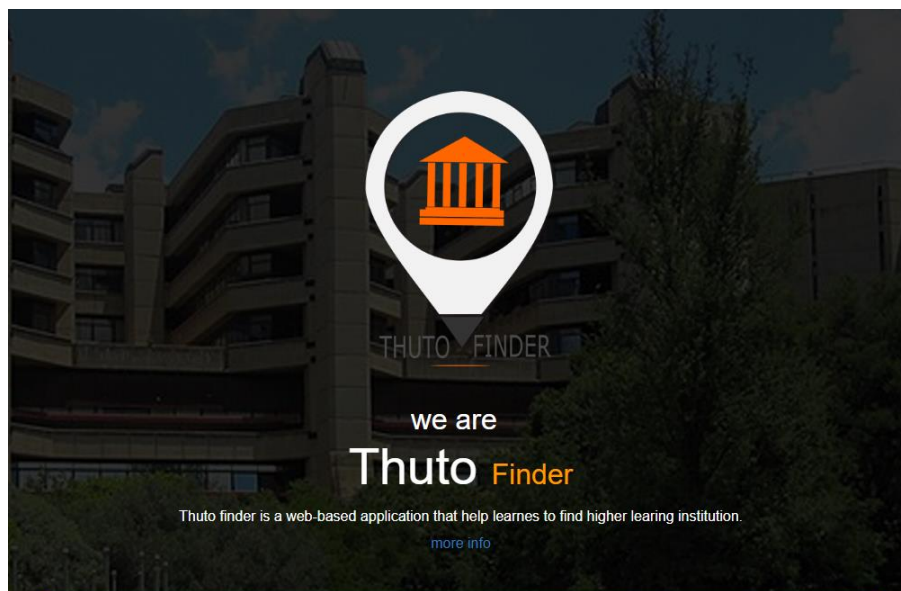 THUTO FINDER
we are
Thuto Finder
Thuto finder is a web-based application that help learnes to find higher learing institution.
more info